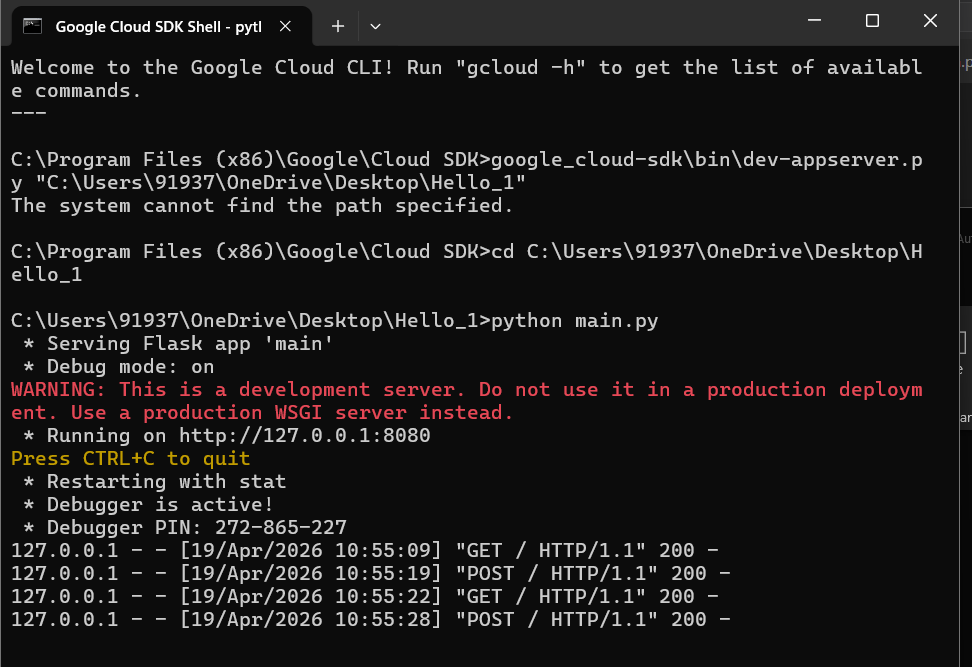 Google Cloud SDK Shell - pytl
Welcome to the Google Cloud CLI! Run "gcloud -h" to get the list of availabl
e commands.
---
C:\Program Files (x86)\Google\Cloud SDK>google_cloud-sdk\bin\dev-appserver.p
y "C:\Users\91937\OneDrive\Desktop\Hello_1"
The system cannot find the path specified.
C:\Program Files (x86)\Google\Cloud SDK>cd C:\Users\91937\OneDrive\Desktop\H
ello_1
C:\Users\91937\OneDrive\Desktop\Hello_1>python main.py
 * Serving Flask app 'main'
 * Debug mode: on
WARNING: This is a development server. Do not use it in a production deploym
ent. Use a production WSGI server instead.
 * Running on http://127.0.0.1:8080
Press CTRL+C to quit
 * Restarting with stat
 * Debugger is active!
 * Debugger PIN: 272-865-227
127.0.0.1 - - [19/Apr/2026 10:55:09] "GET / HTTP/1.1" 200 -
127.0.0.1 - - [19/Apr/2026 10:55:19] "POST / HTTP/1.1" 200 -
127.0.0.1 - - [19/Apr/2026 10:55:22] "GET / HTTP/1.1" 200 -
127.0.0.1 - - [19/Apr/2026 10:55:28] "POST / HTTP/1.1" 200 -